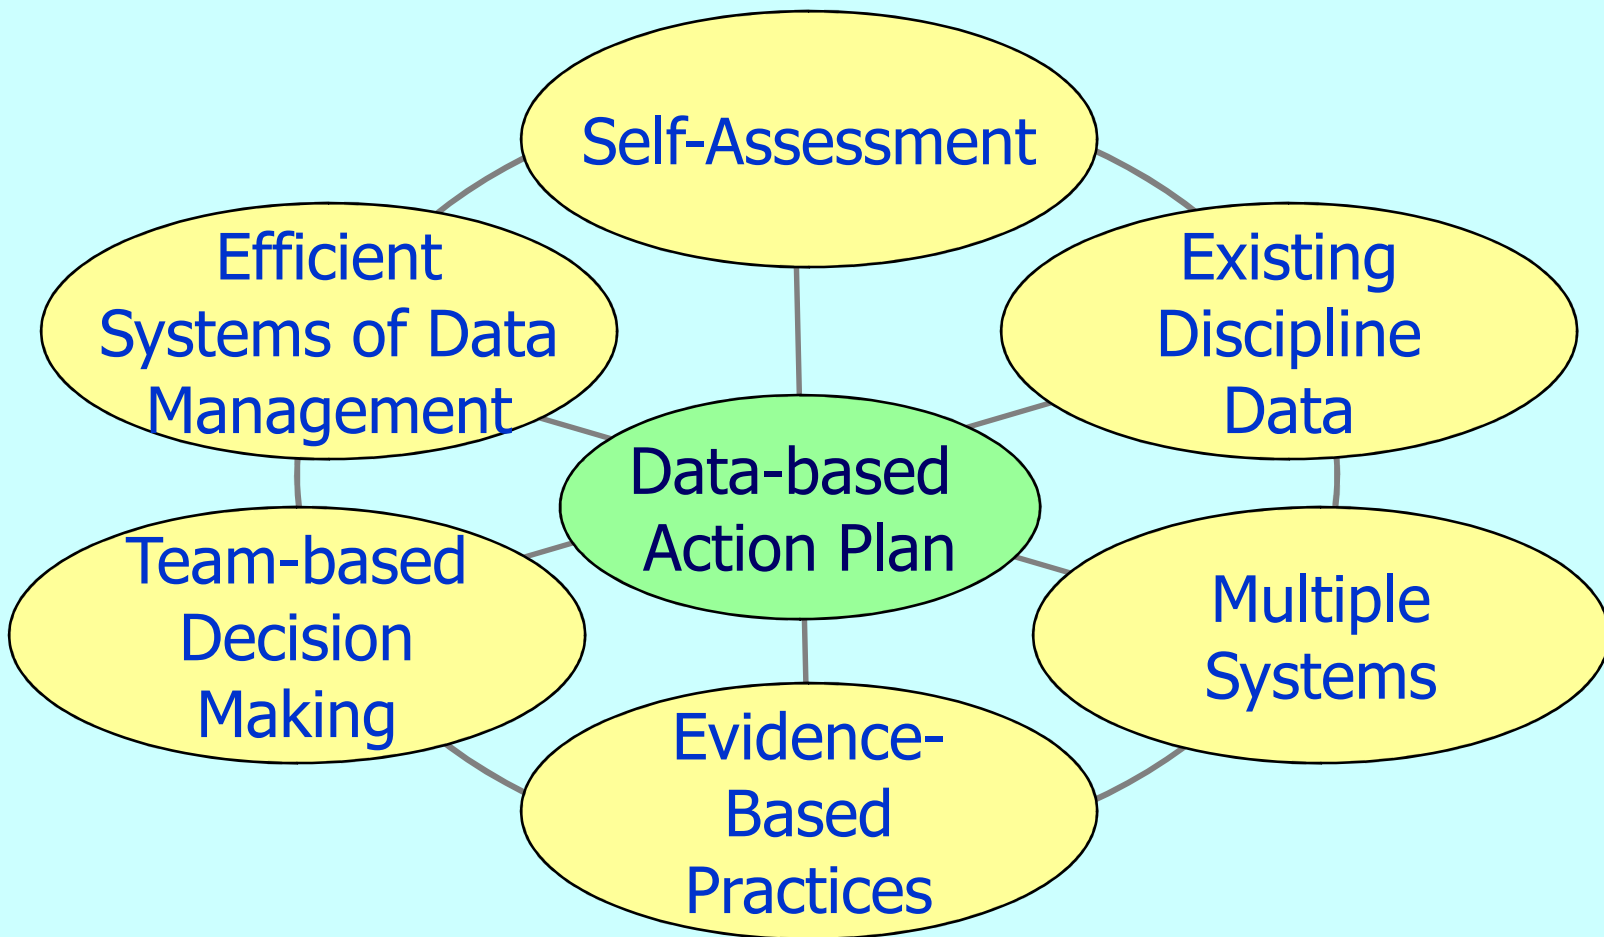 Self-Assessment
Efficient
Systems of Data
Management
Existing
Discipline
Data
Data-based
Action Plan
Team-based
Decision
Making
Multiple
Systems
Evidence-
Based
Practices